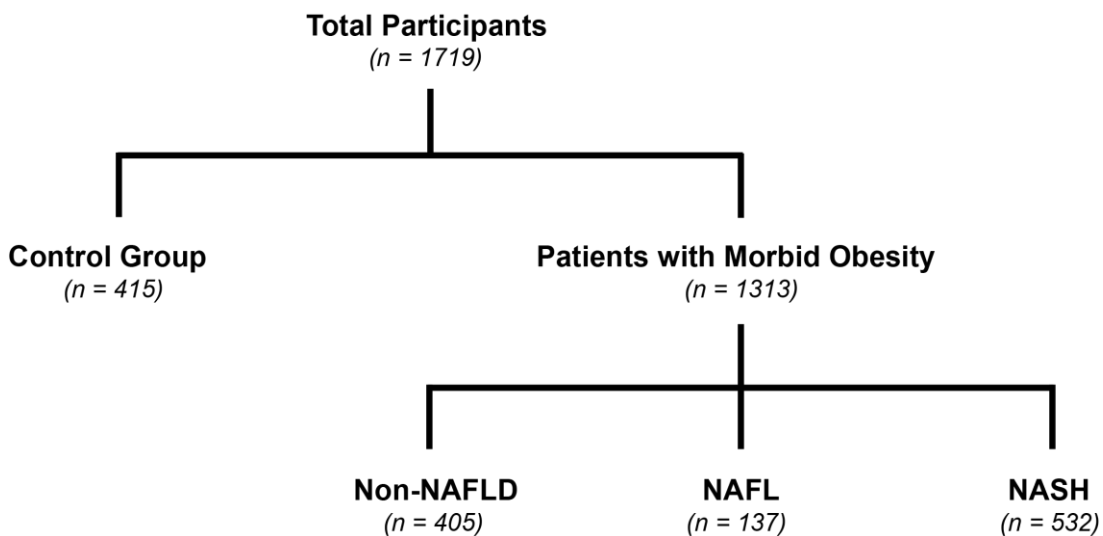 Total Participants
(n = 1719)
Control Group
(n = 415)
Patients with Morbid Obesity
(n = 1313)
Non-NAFLD
(n = 405)
NAFL
(n = 137)
NASH
(n = 532)